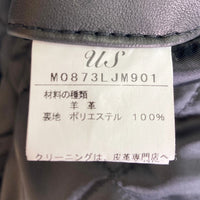 US
M0873LJM901
材料の種類
羊 革
裏地 ポリエステル 100%
クリーニングは、皮革専門店へ